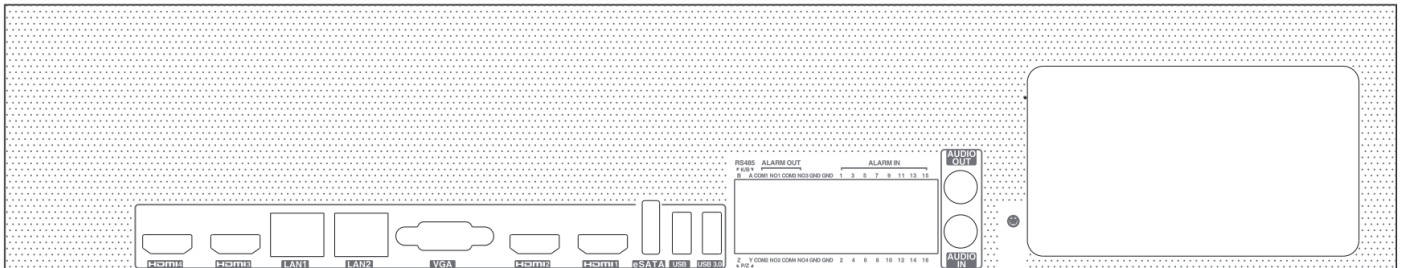 RS485 ALARM OUT ALARM IN
B A COM1 NO1 COM3 NO3 GND GND 1 3 5 7 9 11 13 15
Z Y COM2 NO2 COM4 NO4 GND GND 2 4 6 8 10 12 14 16
AUDIO
OUT
AUDIO
IN
HDMI4 HDMI3 LAN1 LAN2 VGA HDMI2 HDMI1 eSATA USB USB 3.0